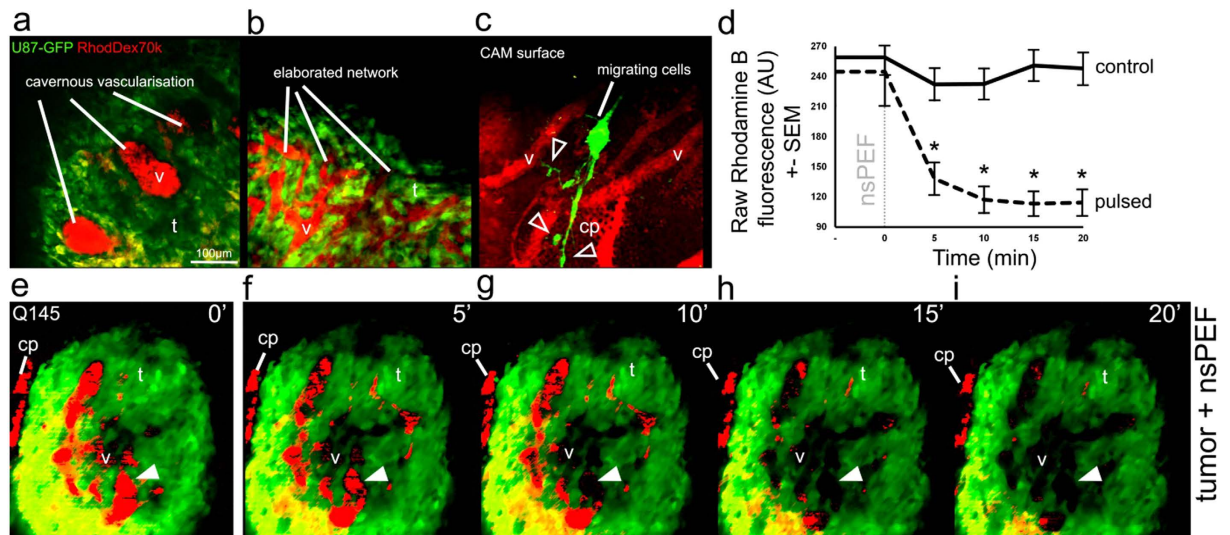 a
U87-GFP RhodDex70k
cavernous vascularisation
v
t
100µm
b
elaborated network
t
v
c
CAM surface
migrating cells
v
v
cp
d
Raw Rhodamine B
fluorescence (AU)
+- SEM
270
240
210
180
150
120
90
nsPEF
control
*
*
*
*
pulsed
-
0
5
10
15
20
Time (min)
e
Q145
0’
cp
t
v
f
5’
cp
t
v
g
10’
cp
t
v
h
15’
cp
t
v
i
20’
cp
t
v
tumor + nsPEF